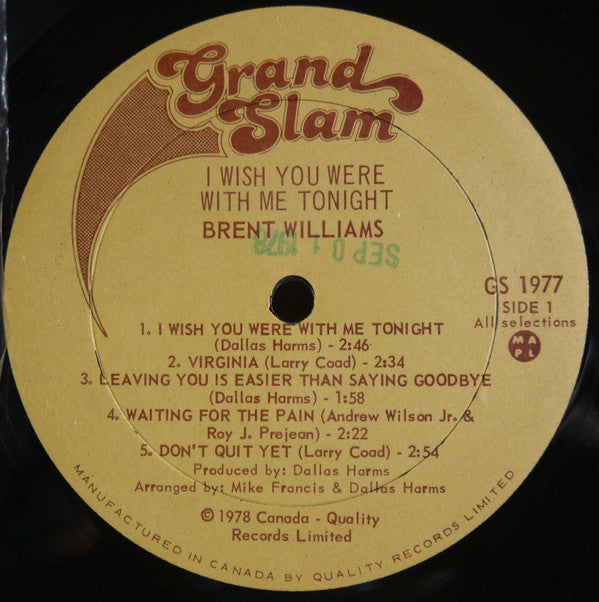 Grand
Slam
I WISH YOU WERE
WITH ME TONIGHT
BRENT WILLIAMS
SEP 01 1978
GS 1977
SIDE 1
All selections
MA
PL
1. I WISH YOU WERE WITH ME TONIGHT
(Dallas Harms) - 2:46
2. VIRGINIA (Larry Coad) - 2:34
3. LEAVING YOU IS EASIER THAN SAYING GOODBYE
(Dallas Harms) - 1:58
4. WAITING FOR THE PAIN (Andrew Wilson Jr. &
Roy J. Prejean) - 2:22
5. DON'T QUIT YET (Larry Coad) - 2:54
Produced by: Dallas Harms
Arranged by: Mike Francis & Dallas Harms
© 1978 Canada - Quality
Records Limited
MANUFACTURED IN CANADA BY QUALITY RECORDS LIMITED